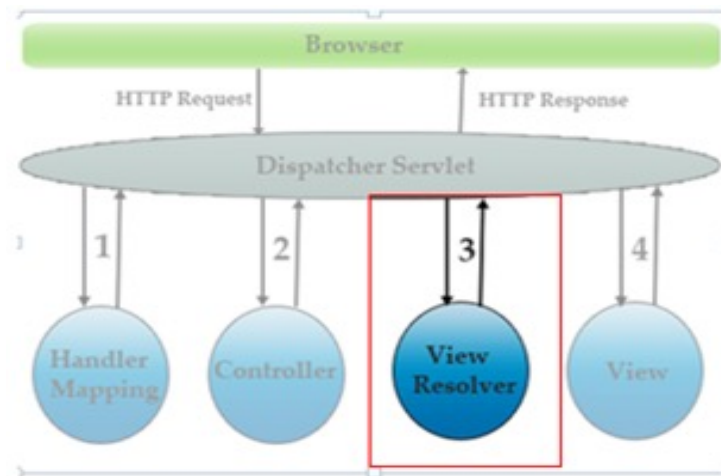 Browser
HTTP Request
HTTP Response
Dispatcher Servlet
1
2
3
4
Handler
Mapping
Controller
View
Resolver
View